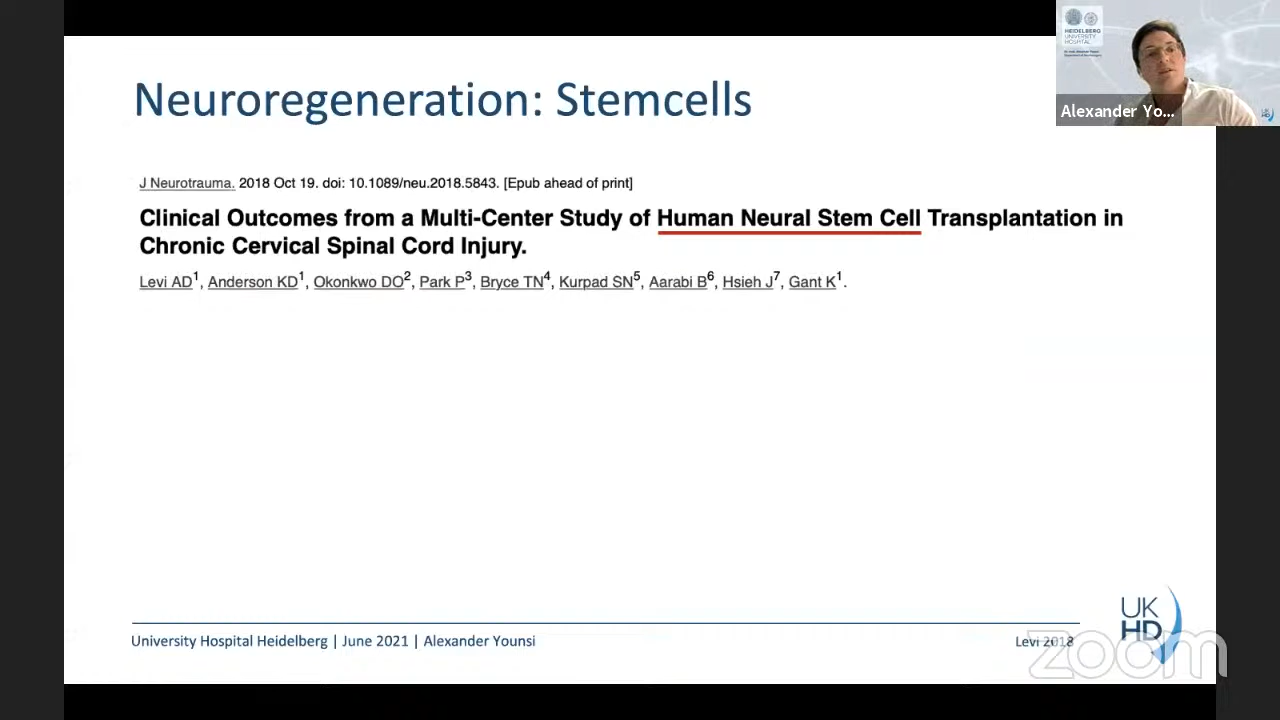 Neuroregeneration: Stemcells
HEIDELBERG
UNIVERSITY
HOSPITAL
Alexander Yo...
J Neurotrauma. 2018 Oct 19. doi: 10.1089/neu.2018.5843. [Epub ahead of print]
Clinical Outcomes from a Multi-Center Study of Human Neural Stem Cell Transplantation in
Chronic Cervical Spinal Cord Injury.
Levi AD1, Anderson KD1, Okonkwo DO2, Park P3, Bryce TN4, Kurpad SN5, Aarabi B6, Hsieh J7, Gant K1.
University Hospital Heidelberg | June 2021 | Alexander Younsi
Levi 2018
UK
HD
zoom